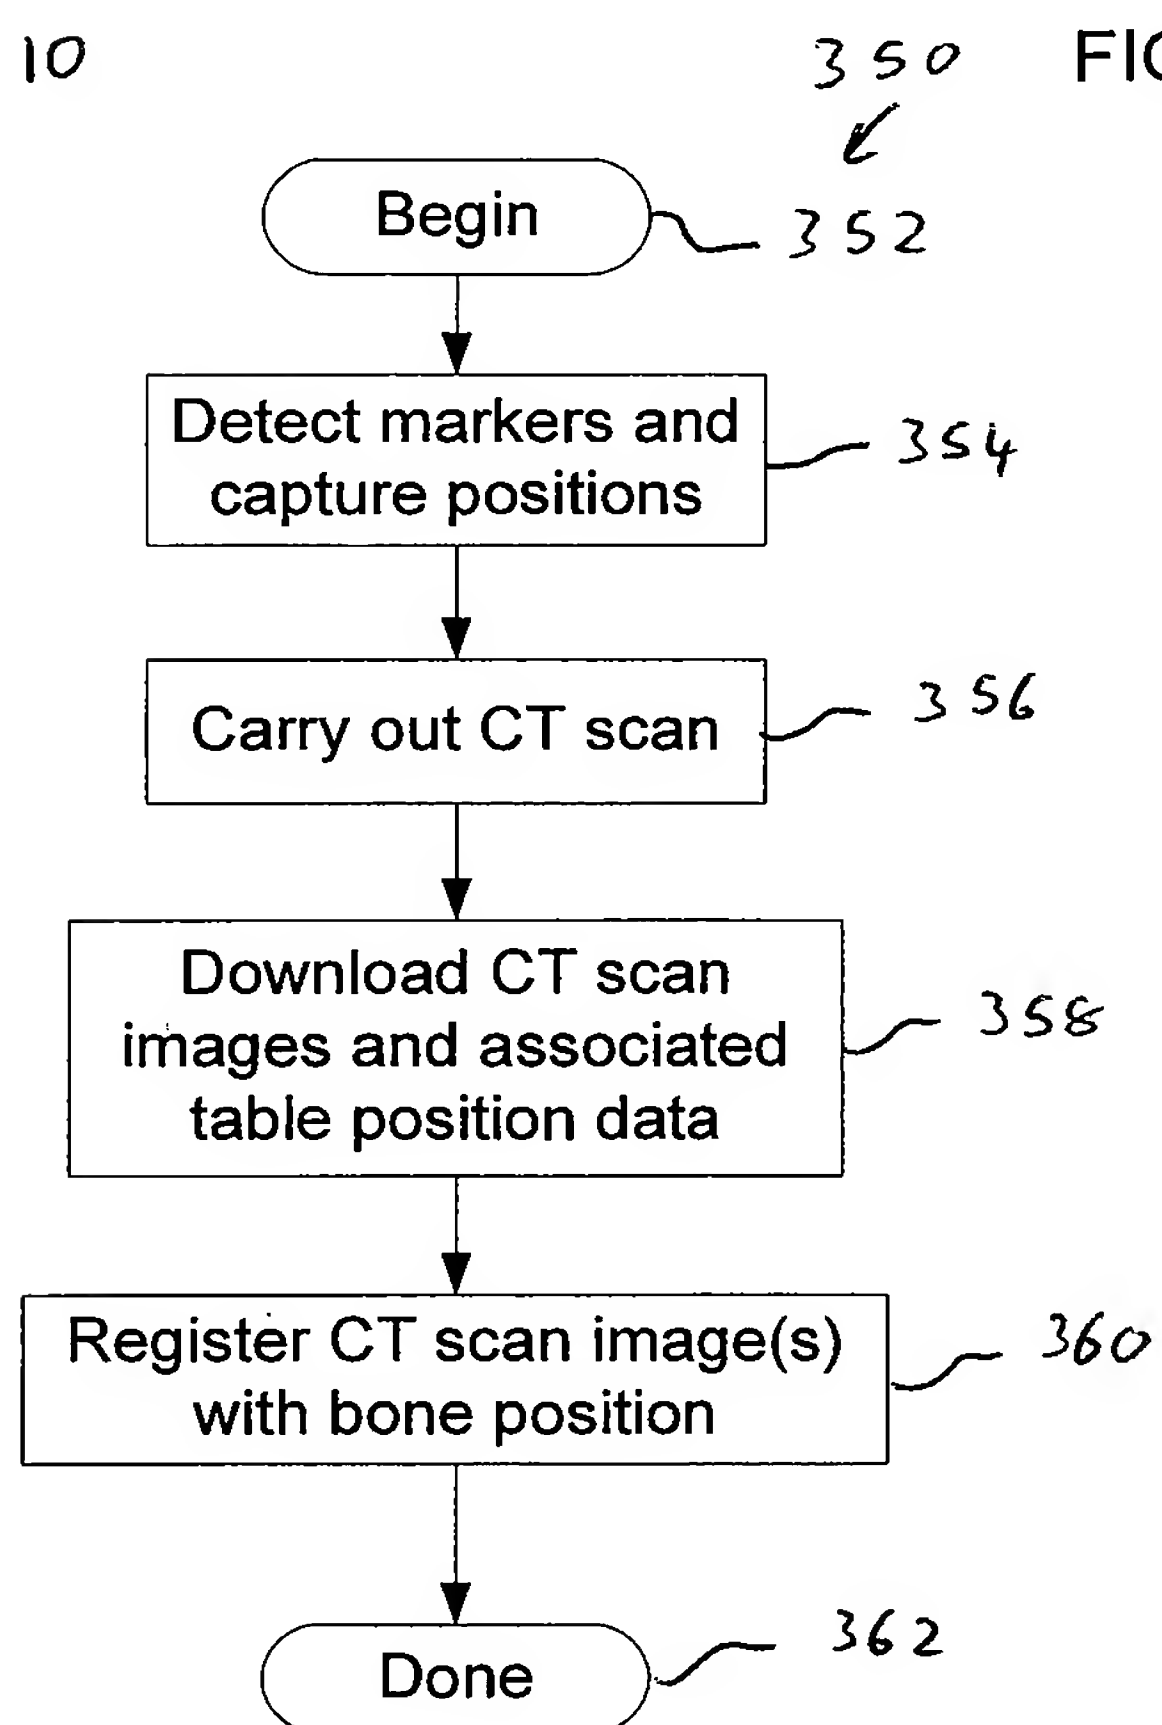 10
350
FIG
Begin
352
Detect markers and
capture positions
354
Carry out CT scan
356
Download CT scan
images and associated
table position data
358
Register CT scan image(s)
with bone position
360
Done
362